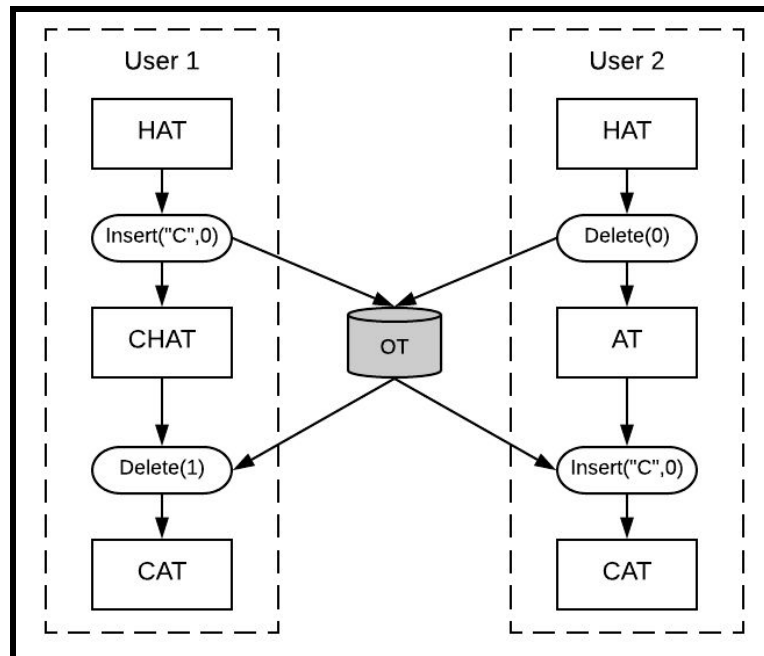 User 1
HAT
Insert("C",0)
CHAT
Delete(1)
CAT
OT
User 2
HAT
Delete(0)
AT
Insert("C",0)
CAT